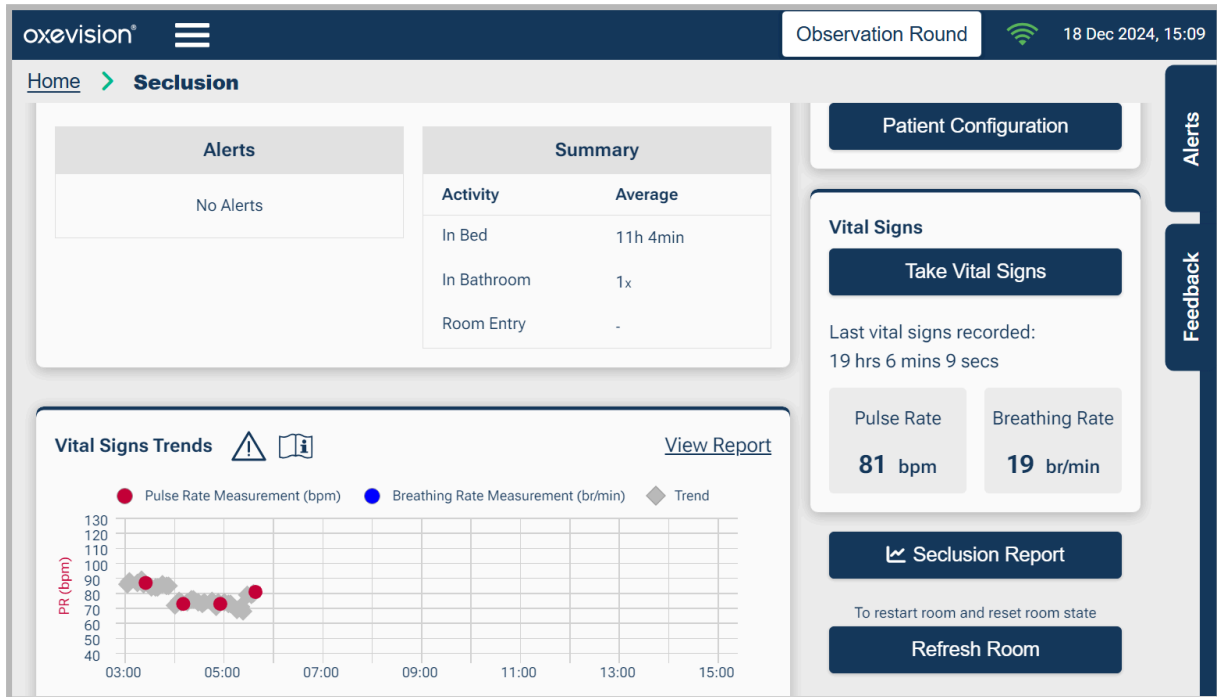 oxevision®
Observation Round
18 Dec 2024, 15:09
Home > Seclusion
Alerts
No Alerts
Summary
Activity Average
In Bed 11h 4min
In Bathroom 1x
Room Entry -
Patient Configuration
Vital Signs
Take Vital Signs
Last vital signs recorded:
19 hrs 6 mins 9 secs
Pulse Rate
81 bpm
Breathing Rate
19 br/min
Seclusion Report
To restart room and reset room state
Refresh Room
Alerts
Feedback
Vital Signs Trends
View Report
Pulse Rate Measurement (bpm) Breathing Rate Measurement (br/min) Trend
PR (bpm)
130
120
110
100
90
80
70
60
50
40
03:00 05:00 07:00 09:00 11:00 13:00 15:00